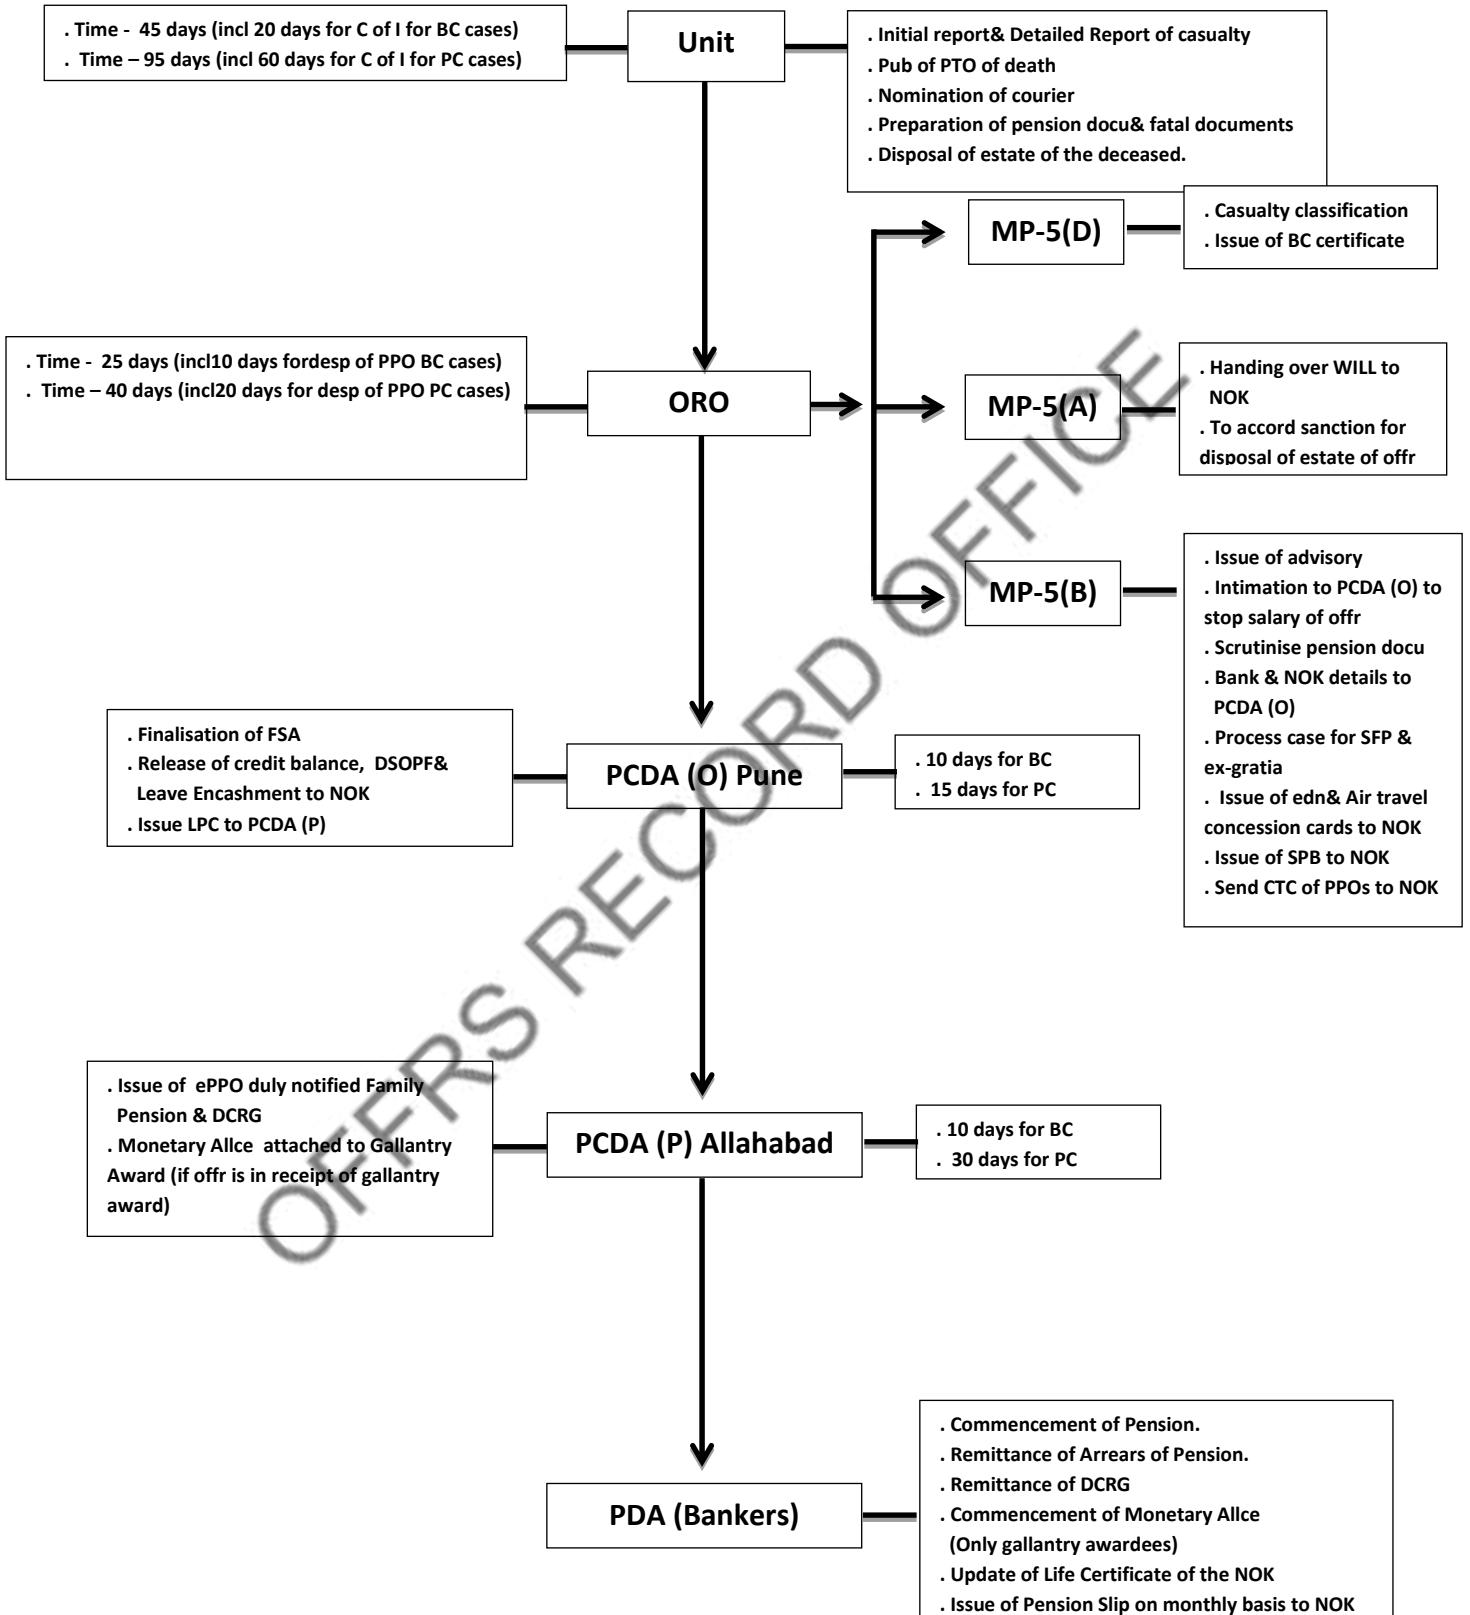 . Time - 45 days (incl 20 days for C of I for BC cases)
. Time – 95 days (incl 60 days for C of I for PC cases)
Unit
. Initial report& Detailed Report of casualty
. Pub of PTO of death
. Nomination of courier
. Preparation of pension docu& fatal documents
. Disposal of estate of the deceased.
MP-5(D)
. Casualty classification
. Issue of BC certificate
. Time - 25 days (incl10 days fordesp of PPO BC cases)
. Time – 40 days (incl20 days for desp of PPO PC cases)
ORO
MP-5(A)
. Handing over WILL to
NOK
. To accord sanction for
disposal of estate of offr
MP-5(B)
. Issue of advisory
. Intimation to PCDA (O) to
stop salary of offr
. Scrutinise pension docu
. Bank & NOK details to
PCDA (O)
. Process case for SFP &
ex-gratia
. Issue of edn& Air travel
concession cards to NOK
. Issue of SPB to NOK
. Send CTC of PPOs to NOK
. Finalisation of FSA
. Release of credit balance, DSOPF&
Leave Encashment to NOK
. Issue LPC to PCDA (P)
PCDA (O) Pune
. 10 days for BC
. 15 days for PC
. Issue of ePPO duly notified Family
Pension & DCRG
. Monetary Allce attached to Gallantry
Award (if offr is in receipt of gallantry
award)
PCDA (P) Allahabad
. 10 days for BC
. 30 days for PC
PDA (Bankers)
. Commencement of Pension.
. Remittance of Arrears of Pension.
. Remittance of DCRG
. Commencement of Monetary Allce
(Only gallantry awardees)
. Update of Life Certificate of the NOK
. Issue of Pension Slip on monthly basis to NOK
OFFRS RECORD OFFICE